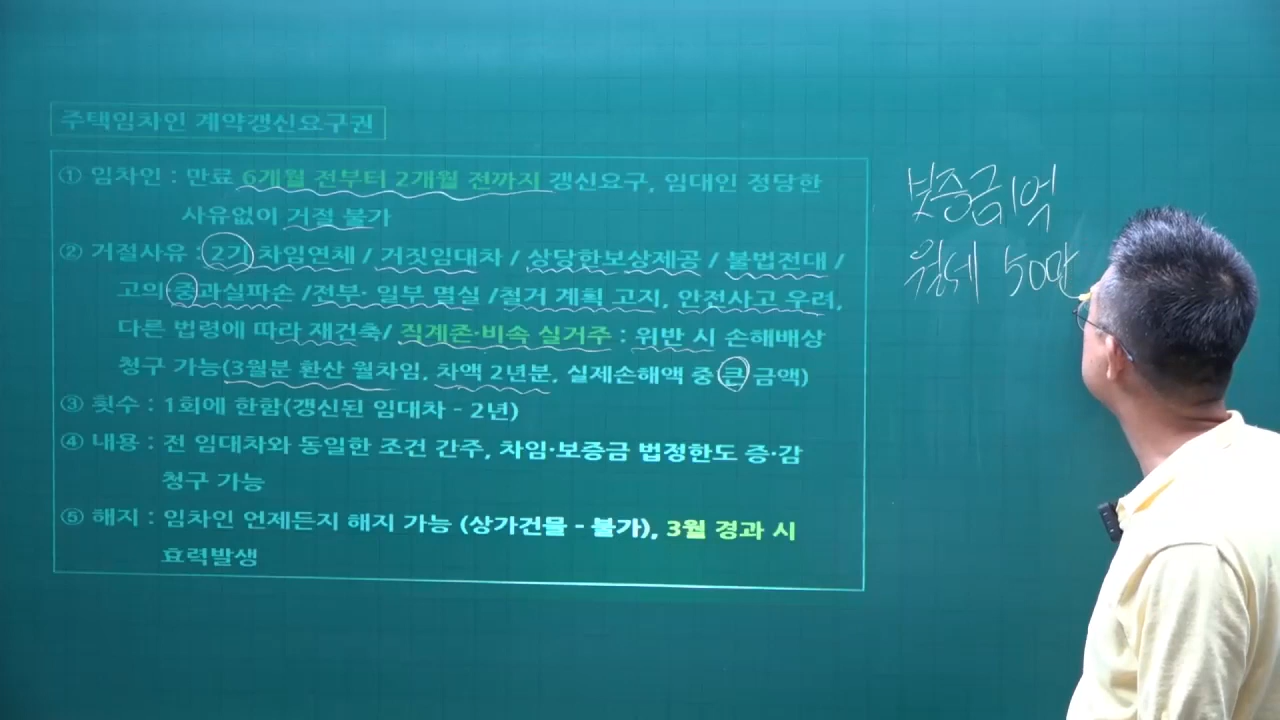 주택임차인 계약갱신요구권
① 임차인 : 만료 6개월 전부터 2개월 전까지 갱신요구, 임대인 정당한
사유없이 거절 불가
② 거절사유 : 2기 차임연체 / 거짓임대차 / 상당한보상제공 / 불법전대 /
고의·중과실파손 /전부· 일부 멸실 /철거 계획 고지, 안전사고 우려,
다른 법령에 따라 재건축/ 직계존·비속 실거주 : 위반 시 손해배상
청구 가능(3월분 환산 월차임, 차액 2년분, 실제손해액 중 큰 금액)
③ 횟수 : 1회에 한함(갱신된 임대차 - 2년)
④ 내용 : 전 임대차와 동일한 조건 간주, 차임·보증금 법정한도 증·감
청구 가능
⑤ 해지 : 임차인 언제든지 해지 가능 (상가건물 - 불가), 3월 경과 시
효력발생
보증금 1억
월세 50만